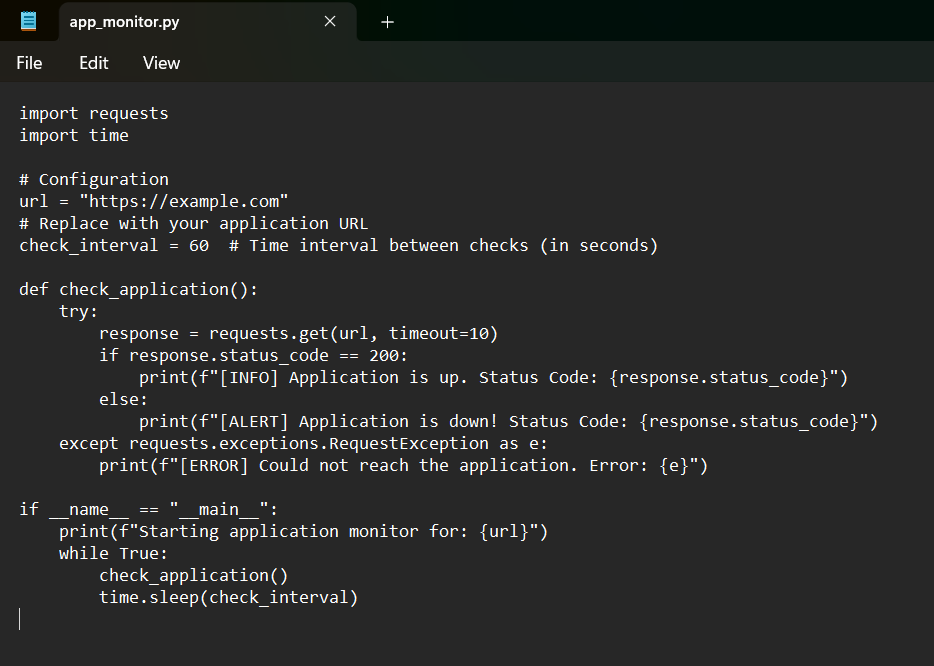 app_monitor.py
File Edit View
import requests
import time

# Configuration
url = "https://example.com"
# Replace with your application URL
check_interval = 60  # Time interval between checks (in seconds)

def check_application():
    try:
        response = requests.get(url, timeout=10)
        if response.status_code == 200:
            print(f"[INFO] Application is up. Status Code: {response.status_code}")
        else:
            print(f"[ALERT] Application is down! Status Code: {response.status_code}")
    except requests.exceptions.RequestException as e:
        print(f"[ERROR] Could not reach the application. Error: {e}")

if __name__ == "__main__":
    print(f"Starting application monitor for: {url}")
    while True:
        check_application()
        time.sleep(check_interval)